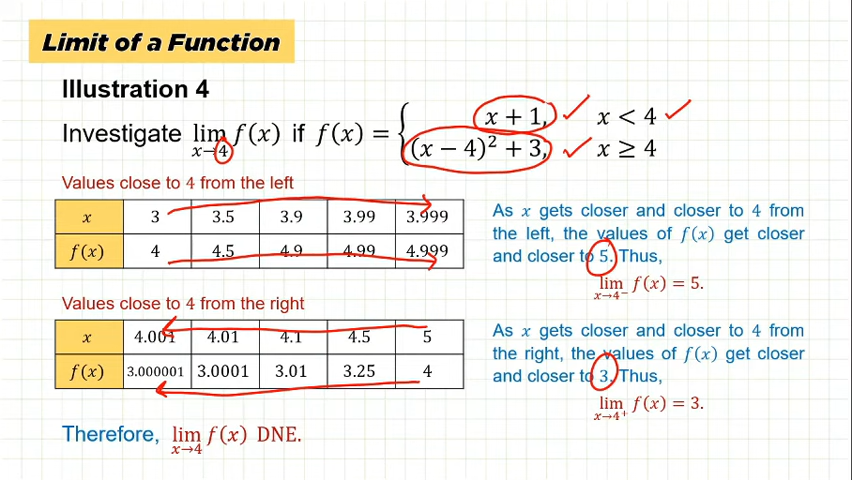 Limit of a Function
Illustration 4
Investigate lim x→4 f(x) if f(x) = { x + 1, x < 4
(x − 4)² + 3, x ≥ 4
Values close to 4 from the left
x 3 3.5 3.9 3.99 3.999
f(x) 4 4.5 4.9 4.99 4.999
As x gets closer and closer to 4 from
the left, the values of f(x) get closer
and closer to 5. Thus,
lim x→4⁻ f(x) = 5.
Values close to 4 from the right
x 4.001 4.01 4.1 4.5 5
f(x) 3.000001 3.0001 3.01 3.25 4
As x gets closer and closer to 4 from
the right, the values of f(x) get closer
and closer to 3. Thus,
lim x→4⁺ f(x) = 3.
Therefore, lim x→4 f(x) DNE.